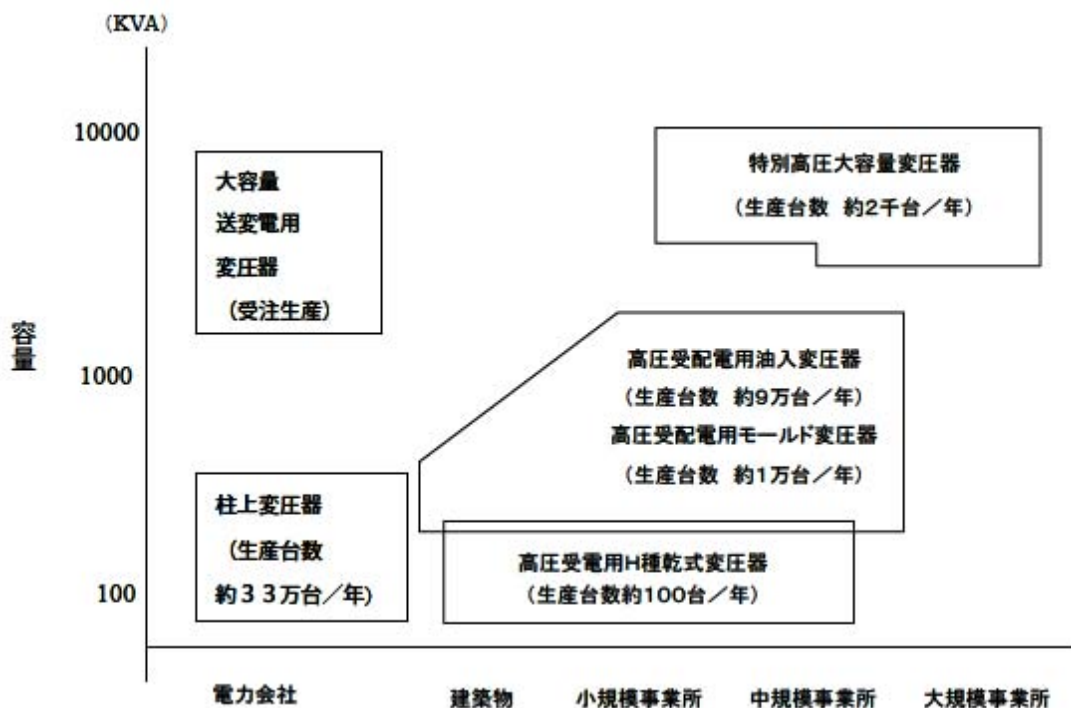 (KVA)
10000
1000
100
容量
大容量
送変電用
変圧器
(受注生産)
特別高圧大容量変圧器
(生産台数 約2千台/年)
高圧受配電用油入変圧器
(生産台数 約9万台/年)
高圧受配電用モールド変圧器
(生産台数 約1万台/年)
柱上変圧器
(生産台数
約33万台/年)
高圧受電用H種乾式変圧器
(生産台数約100台/年)
電力会社 建築物 小規模事業所 中規模事業所 大規模事業所